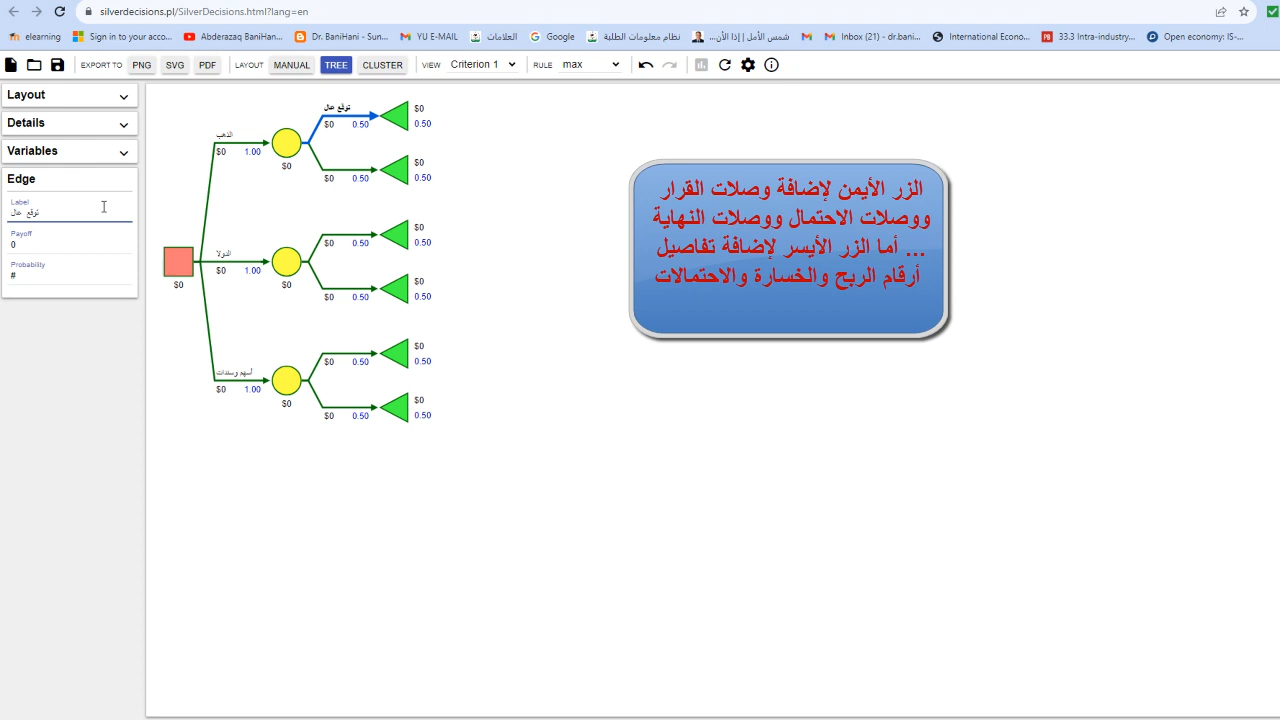 silverdecisions.pl/SilverDecisions.html?lang=en
elearning
Sign in to your acco...
Abderazaq BaniHan...
Dr. BaniHani - Sun...
YU E-MAIL
العلامات
Google
نظام معلومات الطلبة
شمس الأمل | إذا الأن...
Inbox (21) - dr.bani...
International Econo...
33.3 Intra-industry...
Open economy: IS-...
EXPORT TO PNG SVG PDF LAYOUT MANUAL TREE CLUSTER VIEW Criterion 1 RULE max
Layout
Details
Variables
Edge
Label
توقع عال
Payoff
0
Probability
#
توقع عال
$0 0.50
$0
0.50
الذهب
$0 1.00
$0
$0 0.50
$0
0.50
الدولا
$0 1.00
$0
$0 0.50
$0
0.50
$0 0.50
$0
0.50
$0
أسهم وسندات
$0 1.00
$0
$0 0.50
$0
0.50
$0 0.50
$0
0.50
الزر الأيمن لإضافة وصلات القرار
ووصلات الاحتمال ووصلات النهاية
... أما الزر الأيسر لإضافة تفاصيل
أرقام الربح والخسارة والاحتمالات